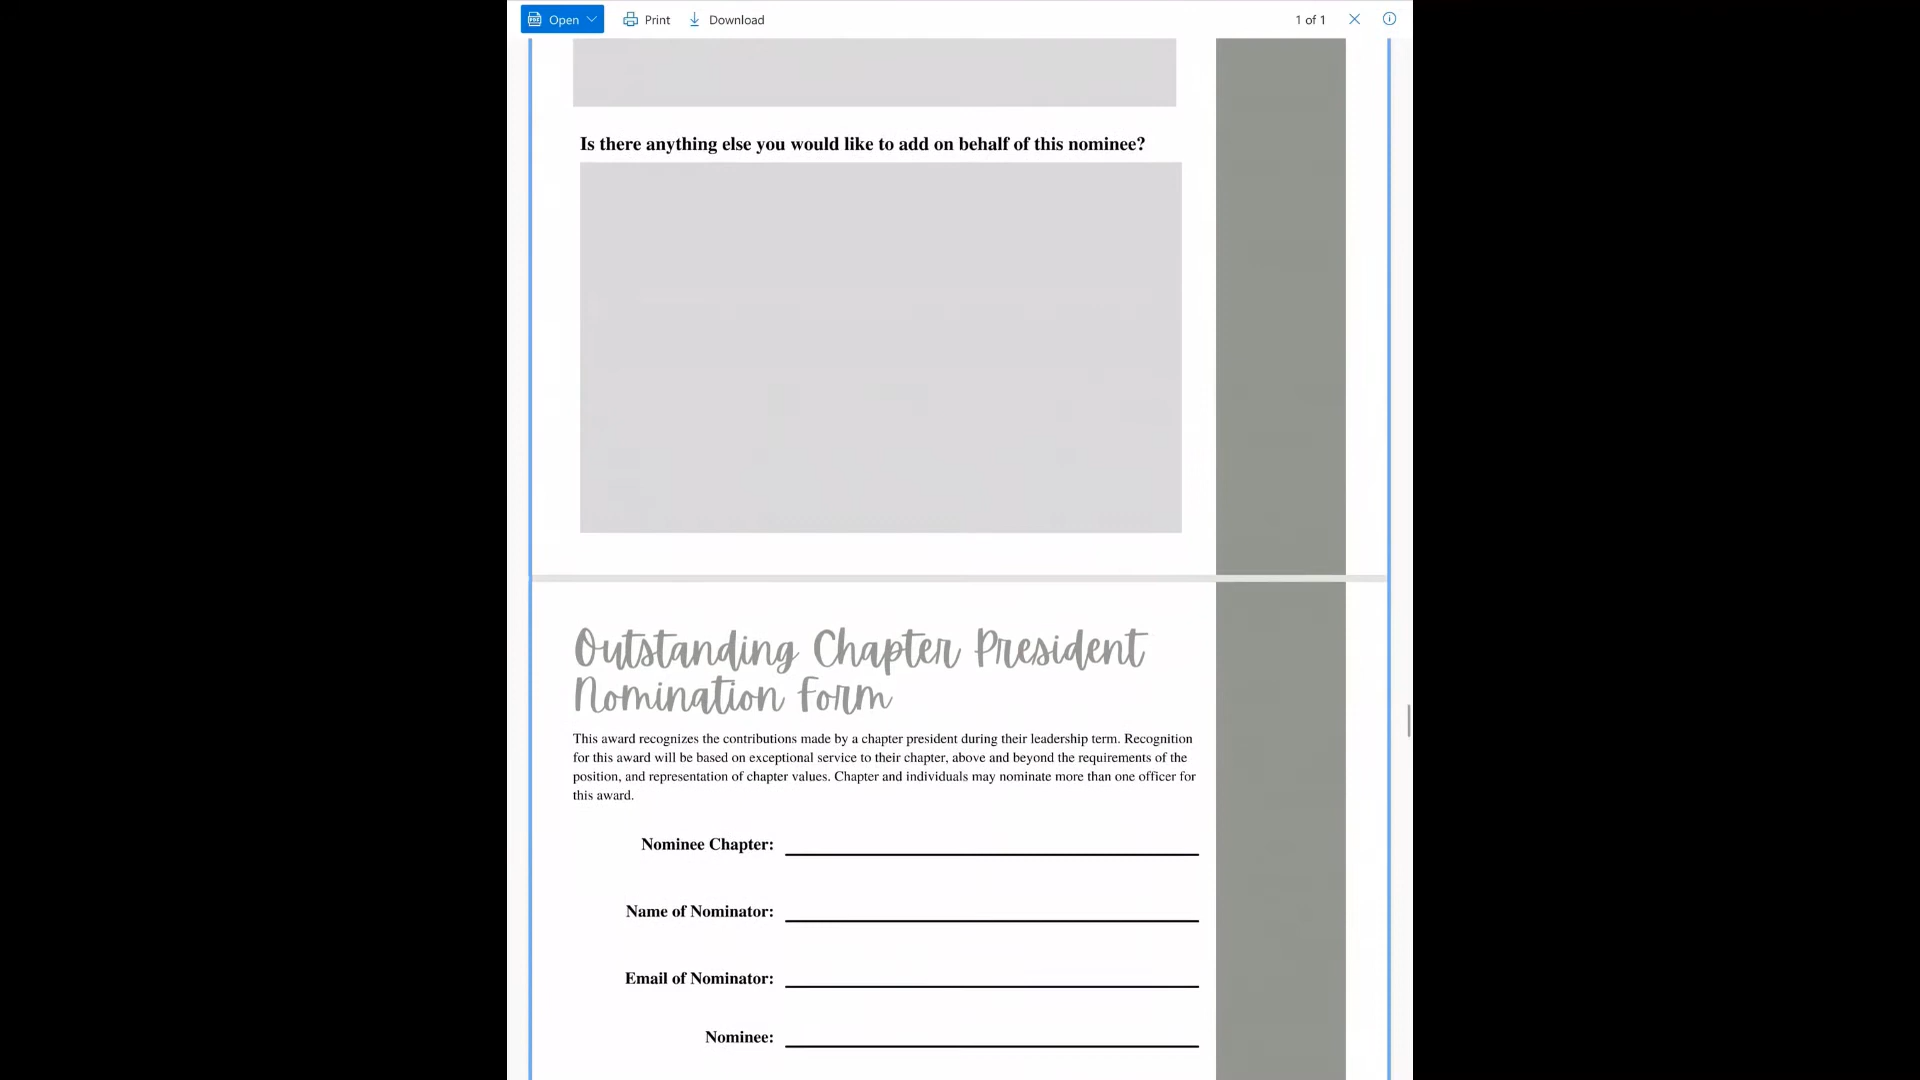 Open Print Download 1 of 1
Is there anything else you would like to add on behalf of this nominee?
Outstanding Chapter President
Nomination Form
This award recognizes the contributions made by a chapter president during their leadership term. Recognition
for this award will be based on exceptional service to their chapter, above and beyond the requirements of the
position, and representation of chapter values. Chapter and individuals may nominate more than one officer for
this award.
Nominee Chapter:
Name of Nominator:
Email of Nominator:
Nominee: